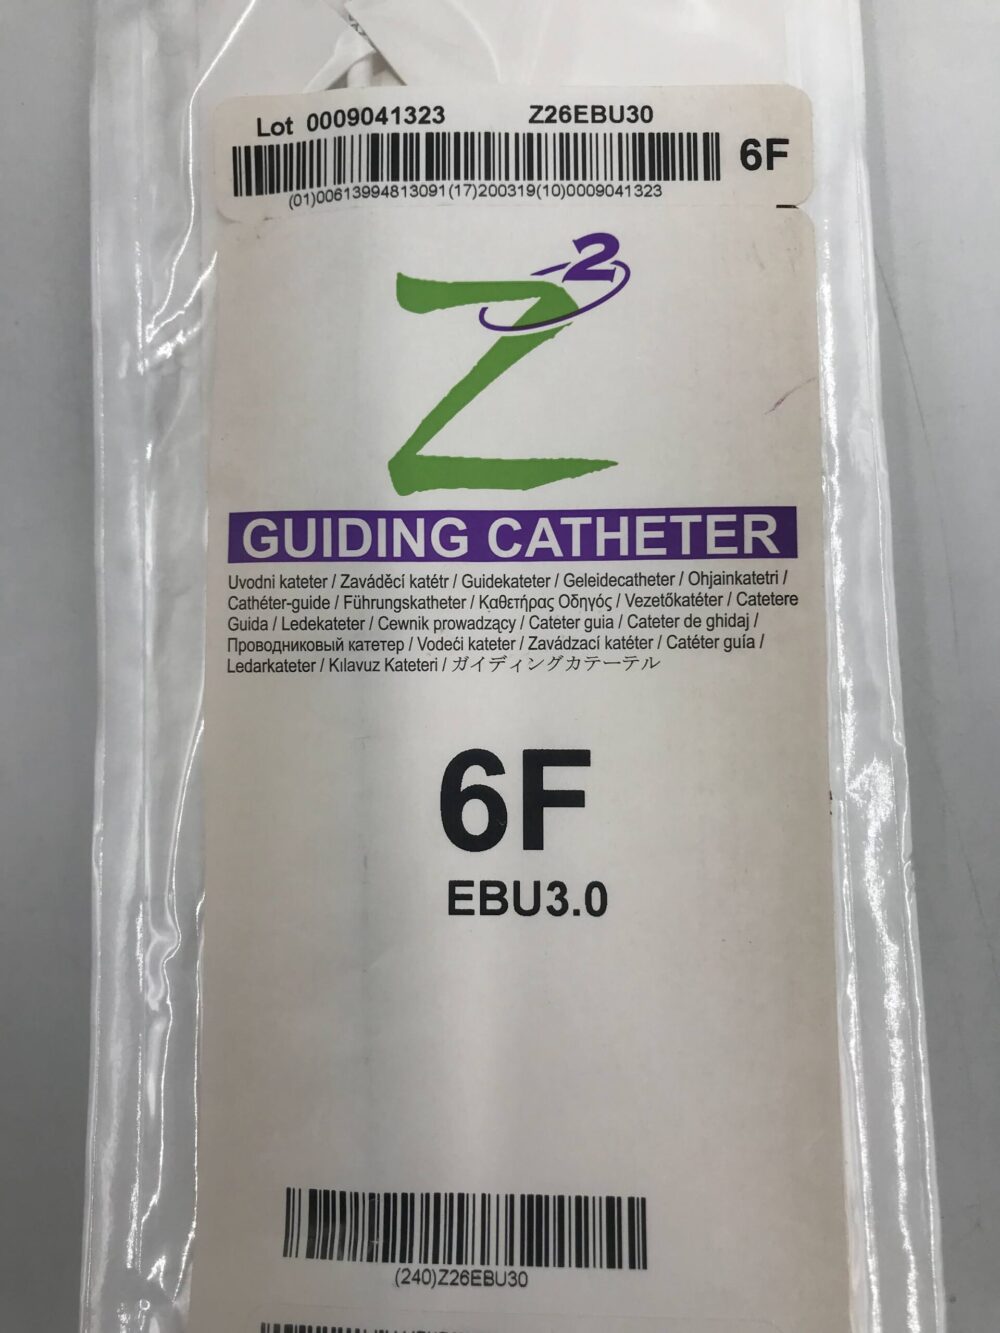 Lot 0009041323 Z26EBU30
6F
(01)00613994813091(17)200319(10)0009041323
Z2
GUIDING CATHETER
Uvodni kateter / Zaváděcí katétr / Guidekateter / Geleidecatheter / Ohjainkatetri /
Cathéter-guide / Führungskatheter / Καθετήρας Οδηγός / Vezetőkatéter / Catetere
Guida / Ledekateter / Cewnik prowadzący / Cateter guia / Cateter de ghidaj /
Проводниковый катетер / Vodeći kateter / Zavádzací katéter / Catéter guía /
Ledarkateter / Kılavuz Kateteri / ガイディングカテーテル
6F
EBU3.0
(240)Z26EBU30